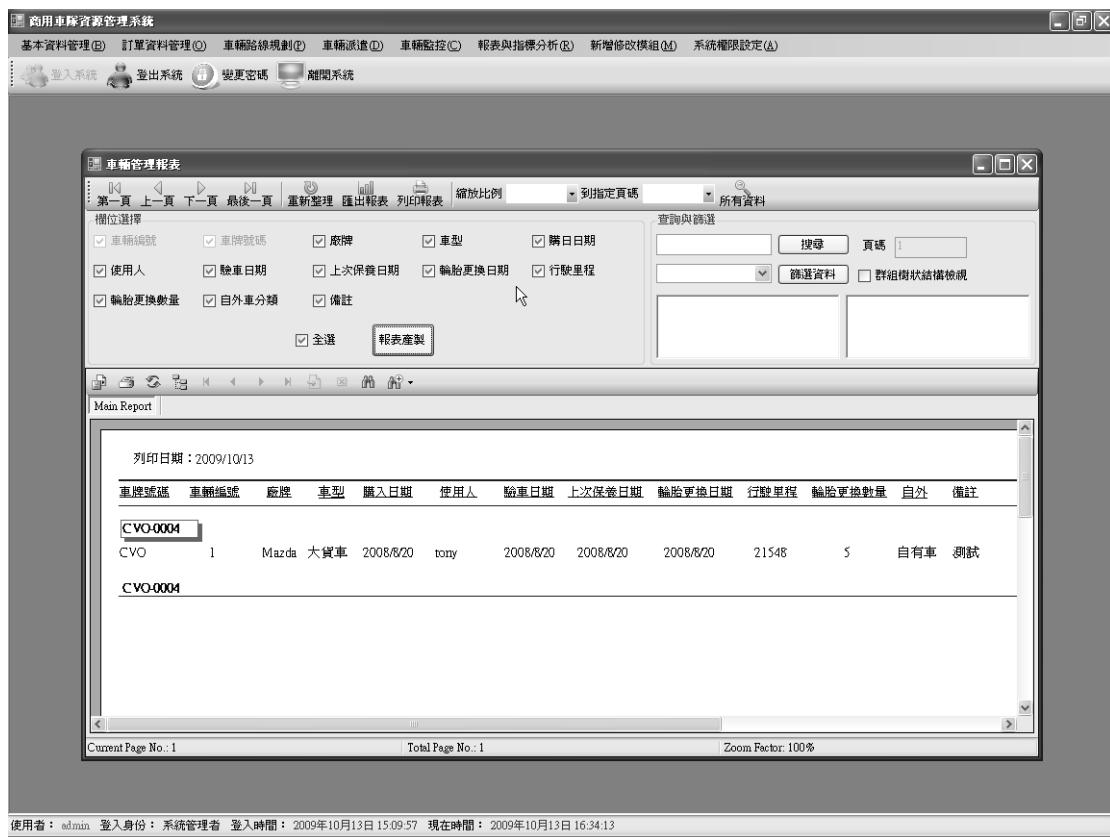 商用車隊資源管理系統
基本資料管理(B) 訂單資料管理(O) 車輛路線規劃(P) 車輛派遣(D) 車輛監控(C) 報表與指標分析(R) 新增修改模組(M) 系統權限設定(A)
登入系統 登出系統 變更密碼 離開系統
車輛管理報表
第一頁 上一頁 下一頁 最後一頁 重新整理 匯出報表 列印報表 縮放比例 到指定頁碼 所有資料
欄位選擇 查詢與篩選
車輛編號 車牌號碼 廠牌 車型 購日日期 搜尋 頁碼 1
使用人 驗車日期 上次保養日期 輪胎更換日期 行駛里程 篩選資料 群組樹狀結構檢視
輪胎更換數量 自外車分類 備註
全選 報表產製
Main Report
列印日期：2009/10/13
車牌號碼 車輛編號 廠牌 車型 購入日期 使用人 驗車日期 上次保養日期 輪胎更換日期 行駛里程 輪胎更換數量 自外 備註
CVO-0004
CVO 1 Mazda 大貨車 2008/8/20 tony 2008/8/20 2008/8/20 2008/8/20 21548 5 自有車 測試
CVO-0004
Current Page No.: 1 Total Page No.: 1 Zoom Factor: 100%
使用者： admin 登入身份： 系統管理者 登入時間： 2009年10月13日 15:09:57 現在時間： 2009年10月13日 16:34:13